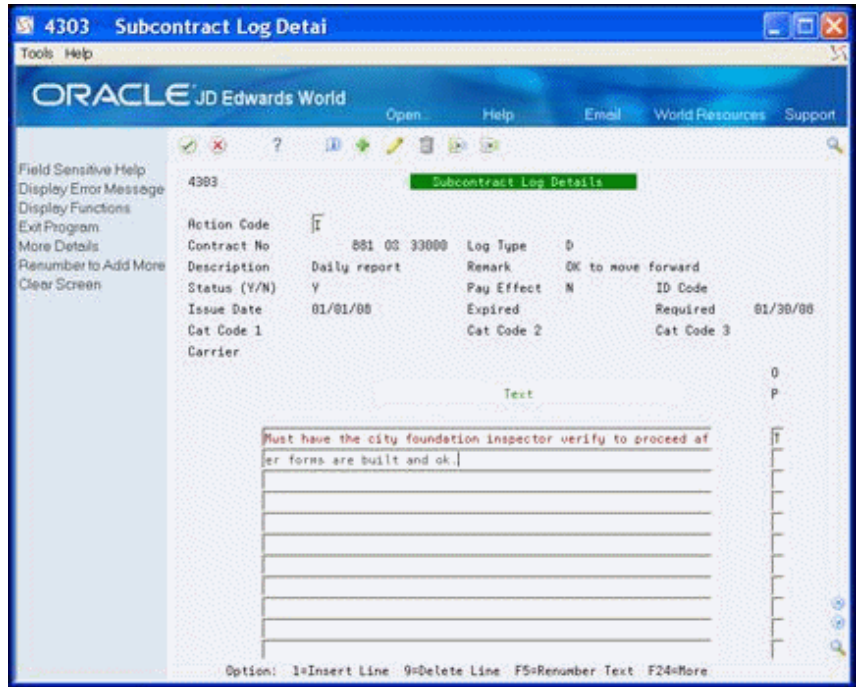 4303 Subcontract Log Detai
Tools Help
ORACLE JD Edwards World
Open... Help Email World Resources Support
?
Field Sensitive Help
Display Error Message
Display Functions
Exit Program
More Details
Renumber to Add More
Clear Screen
4303 Subcontract Log Details
Action Code I
Contract No 881 OS 33000 Log Type D
Description Daily report Remark OK to move forward
Status (Y/N) Y Pay Effect N ID Code
Issue Date 01/01/08 Expired Required 01/30/08
Cat Code 1 Cat Code 2 Cat Code 3
Carrier
O
Text P
Must have the city foundation inspector verify to proceed af T
er forms are built and ok.
Option: 1=Insert Line 9=Delete Line F5=Renumber Text F24=More